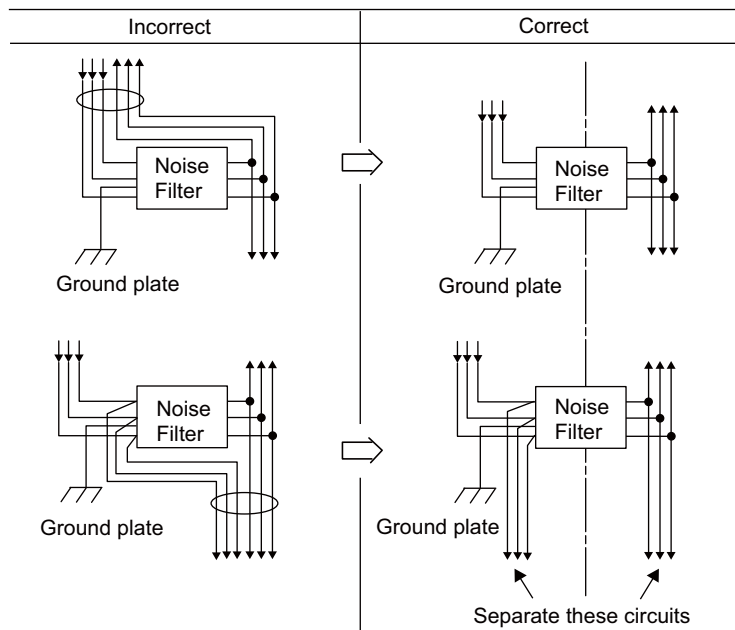 Incorrect
Correct
Noise
Filter
Ground plate
Noise
Filter
Ground plate
Noise
Filter
Ground plate
Noise
Filter
Ground plate
Separate these circuits